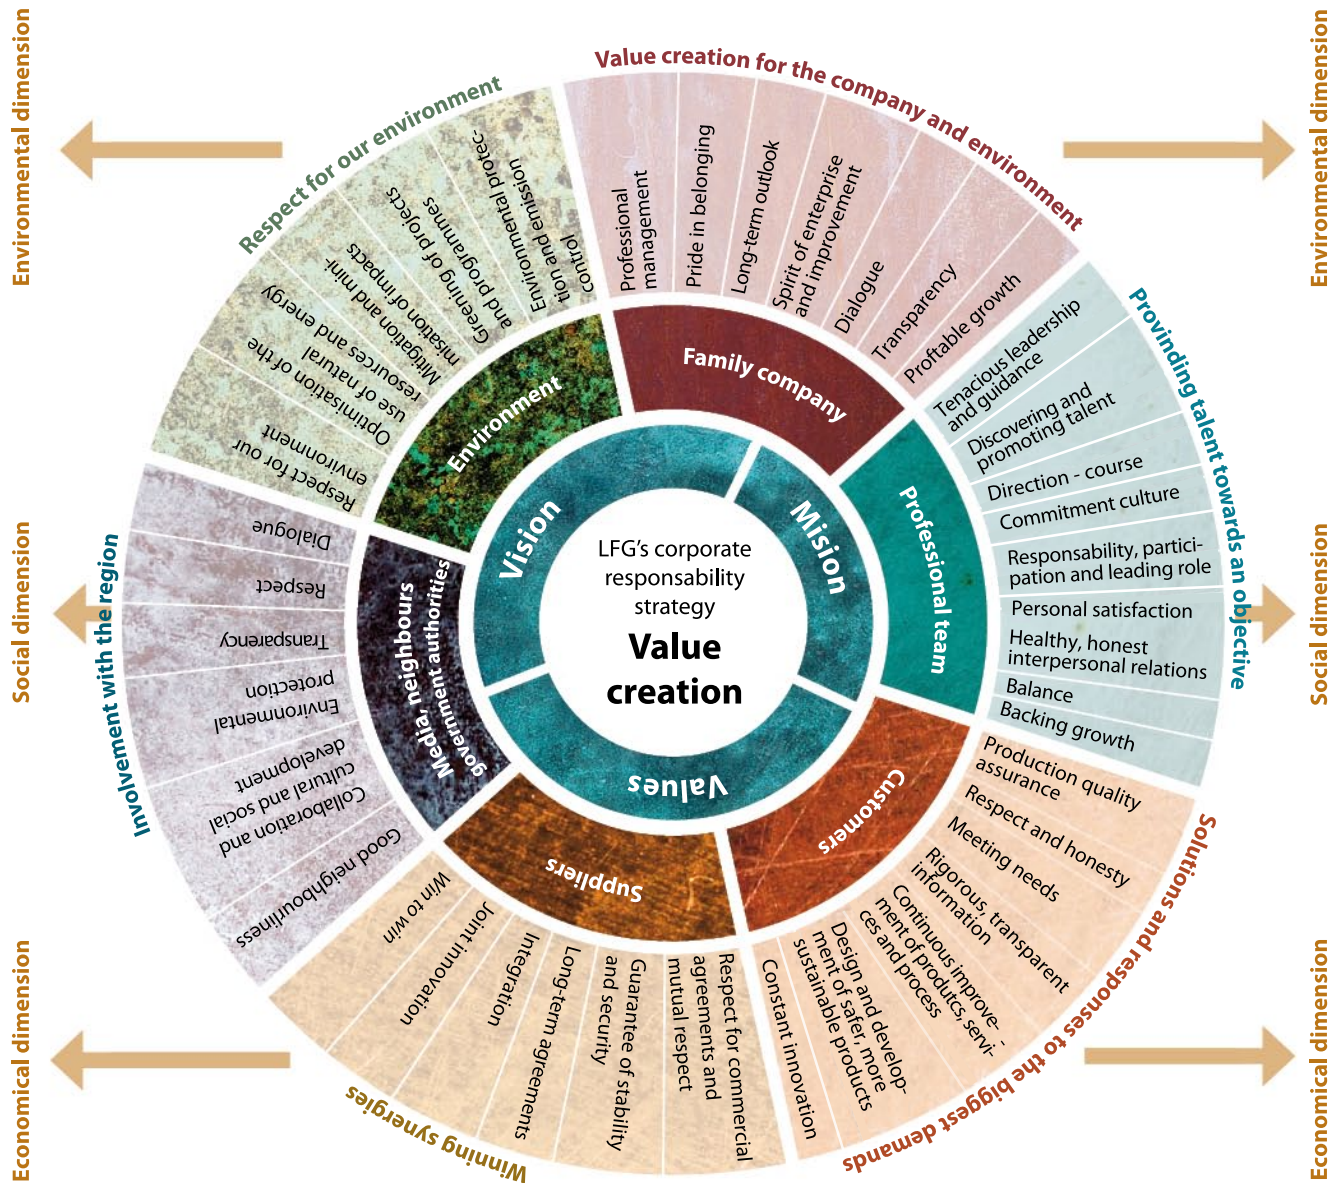 Environmental dimension
Social dimension
Economical dimension
Environmental dimension
Social dimension
Economical dimension
LFG's corporate
responsability
strategy
Value
creation
Vision
Mision
Values
Family company
Professional team
Customers
Suppliers
Media, neighbours
government authorities
Environment
Value creation for the company and environment
Professional
management
Pride in belonging
Long-term outlook
Spirit of enterprise
and improvement
Dialogue
Transparency
Proftable growth
Provinding talent towards an objective
Tenacious leadership
and guidance
Discovering and
promoting talent
Direction - course
Commitment culture
Responsability, partici-
pation and leading role
Personal satisfaction
Healthy, honest
interpersonal relations
Balance
Backing growth
Solutions and responses to the biggest demands
Production quality
assurance
Respect and honesty
Meeting needs
Rigorous, transparent
information
Continuous improve-
ment of produtcs, servi-
ces and process
Design and develop-
ment of safer, more
sustainable products
Constant innovation
Winning synergies
Respect for commercial
agreements and
mutual respect
Guarantee of stability
and security
Long-term agreements
Integration
Joint innovation
Wim to win
Involvement with the region
Good neighbourliness
Collaboration and
cultural and social
development
Environmental
protection
Transparency
Respect
Dialogue
Respect for our environment
Respect for our
environment
Optimisation of the
use of natural
resources and energy
Mitigation and mini-
misation of impacts
Greening of projects
and programmes
Environmental protec-
tion and emission
control